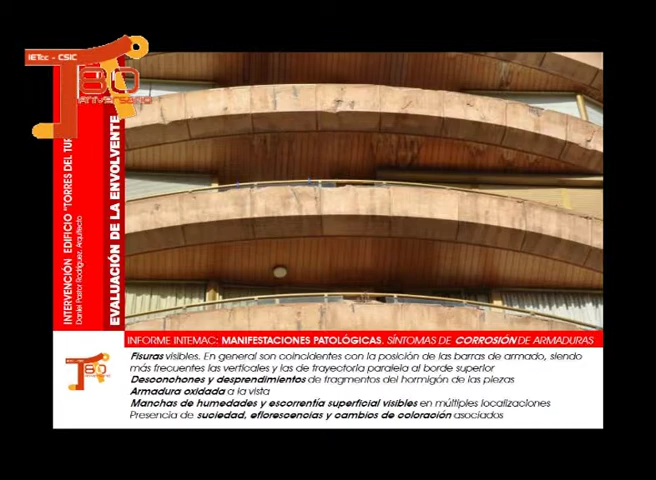 IETcc - CSIC
80
aniversario
INTERVENCIÓN EDIFICIO "TORRES DEL
Daniel Pastor Rodríguez. Arquitecto
EVALUACIÓN DE LA ENVOLVENTE
INFORME INTEMAC: MANIFESTACIONES PATOLÓGICAS. SÍNTOMAS DE CORROSIÓN DE ARMADURAS
Fisuras visibles. En general son coincidentes con la posición de las barras de armado, siendo
más frecuentes las verticales y las de trayectoria paralela al borde superior
Desconchones y desprendimientos de fragmentos del hormigón de las piezas
Armadura oxidada a la vista
Manchas de humedades y escorrentía superficial visibles en múltiples localizaciones
Presencia de suciedad, eflorescencias y cambios de coloración asociados
80